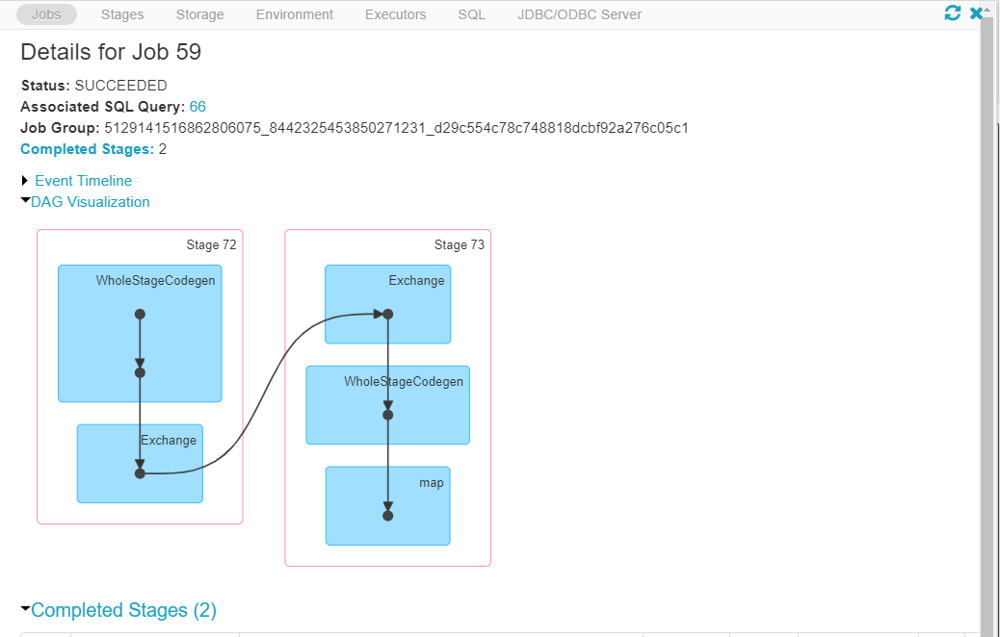 Jobs Stages Storage Environment Executors SQL JDBC/ODBC Server
Details for Job 59
Status: SUCCEEDED
Associated SQL Query: 66
Job Group: 5129141516862806075_8442325453850271231_d29c554c78c748818dcbf92a276c05c1
Completed Stages: 2
Event Timeline
DAG Visualization
Stage 72
WholeStageCodegen
Exchange
Stage 73
Exchange
WholeStageCodegen
map
Completed Stages (2)